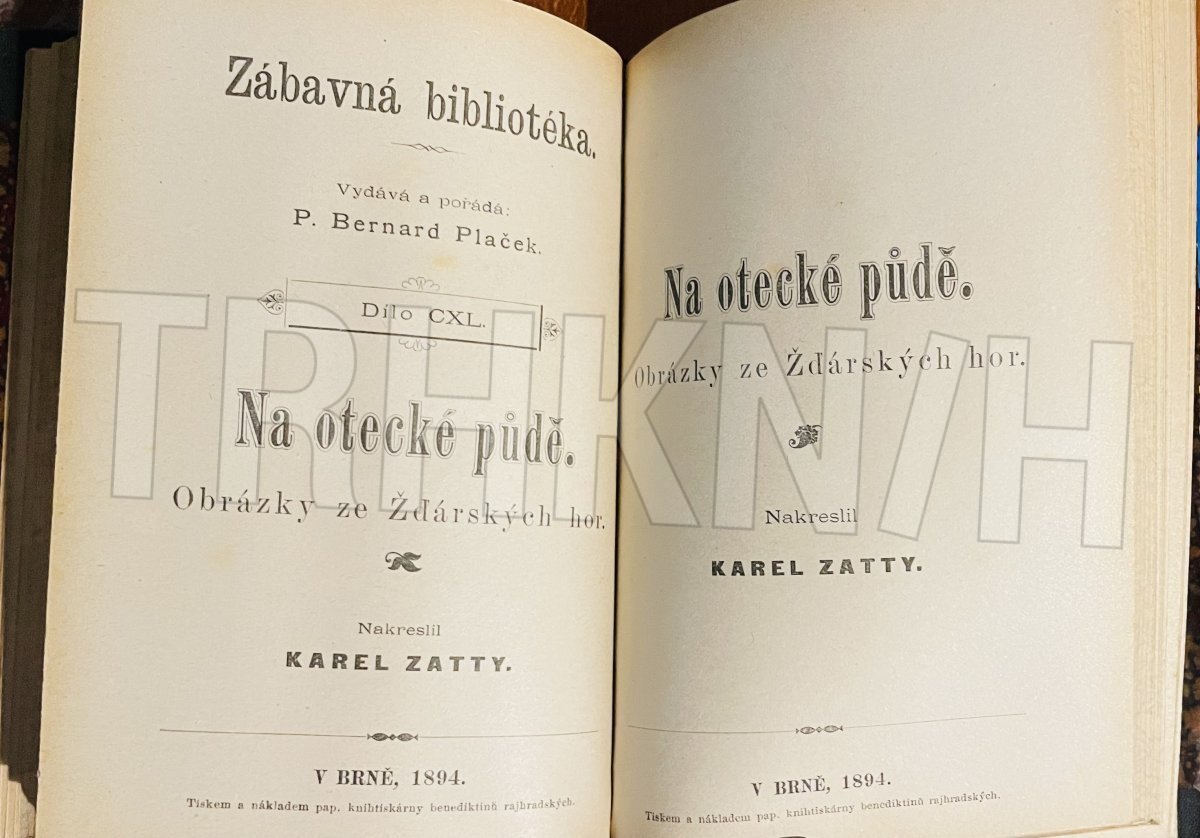 Zábavná bibliotéka.
Vydává a pořádá:
P. Bernard Plaček.
Dílo CXL.
Na otecké půdě.
Obrázky ze Žďárských hor.
Nakreslil
KAREL ZATTY.
V BRNĚ, 1894.
Tiskem a nákladem pap. knihtiskárny benediktinů rajhradských.
Na otecké půdě.
Obrázky ze Žďárských hor.
Nakreslil
KAREL ZATTY.
V BRNĚ, 1894.
Tiskem a nákladem pap. knihtiskárny benediktinů rajhradských.
TRHKNIH